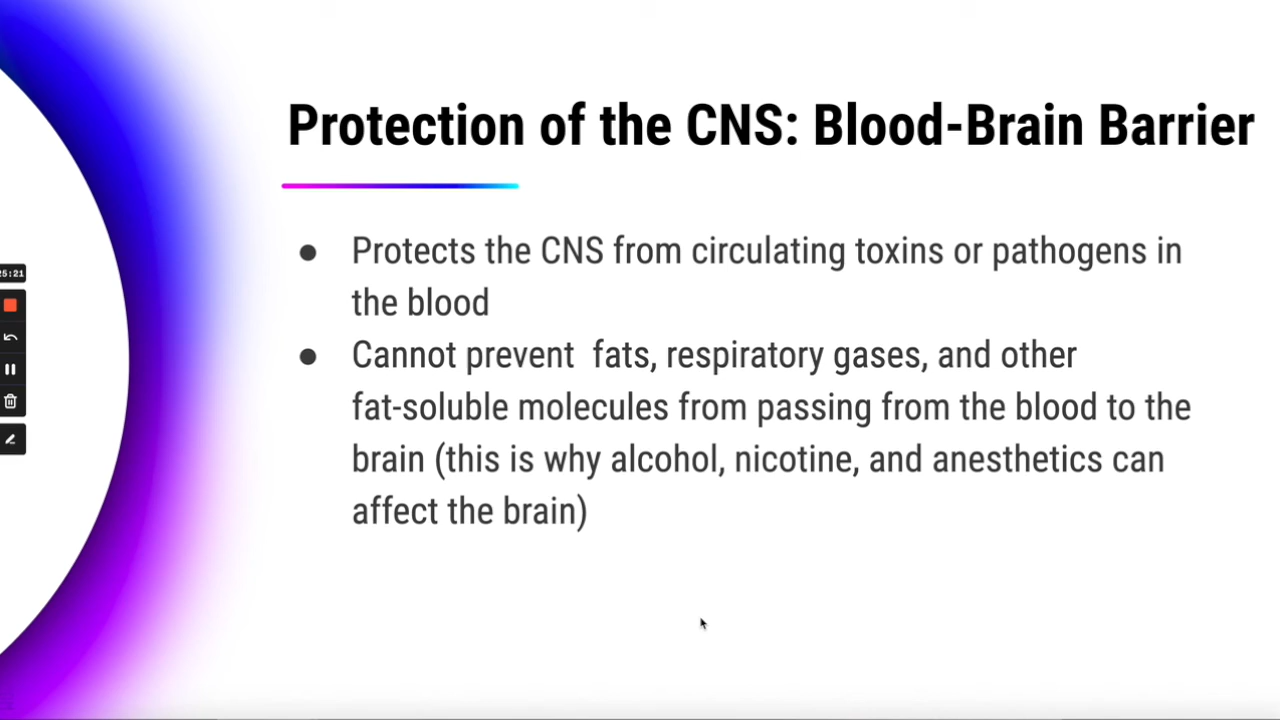 Protection of the CNS: Blood-Brain Barrier
● Protects the CNS from circulating toxins or pathogens in
the blood
● Cannot prevent  fats, respiratory gases, and other
fat-soluble molecules from passing from the blood to the
brain (this is why alcohol, nicotine, and anesthetics can
affect the brain)
5:21